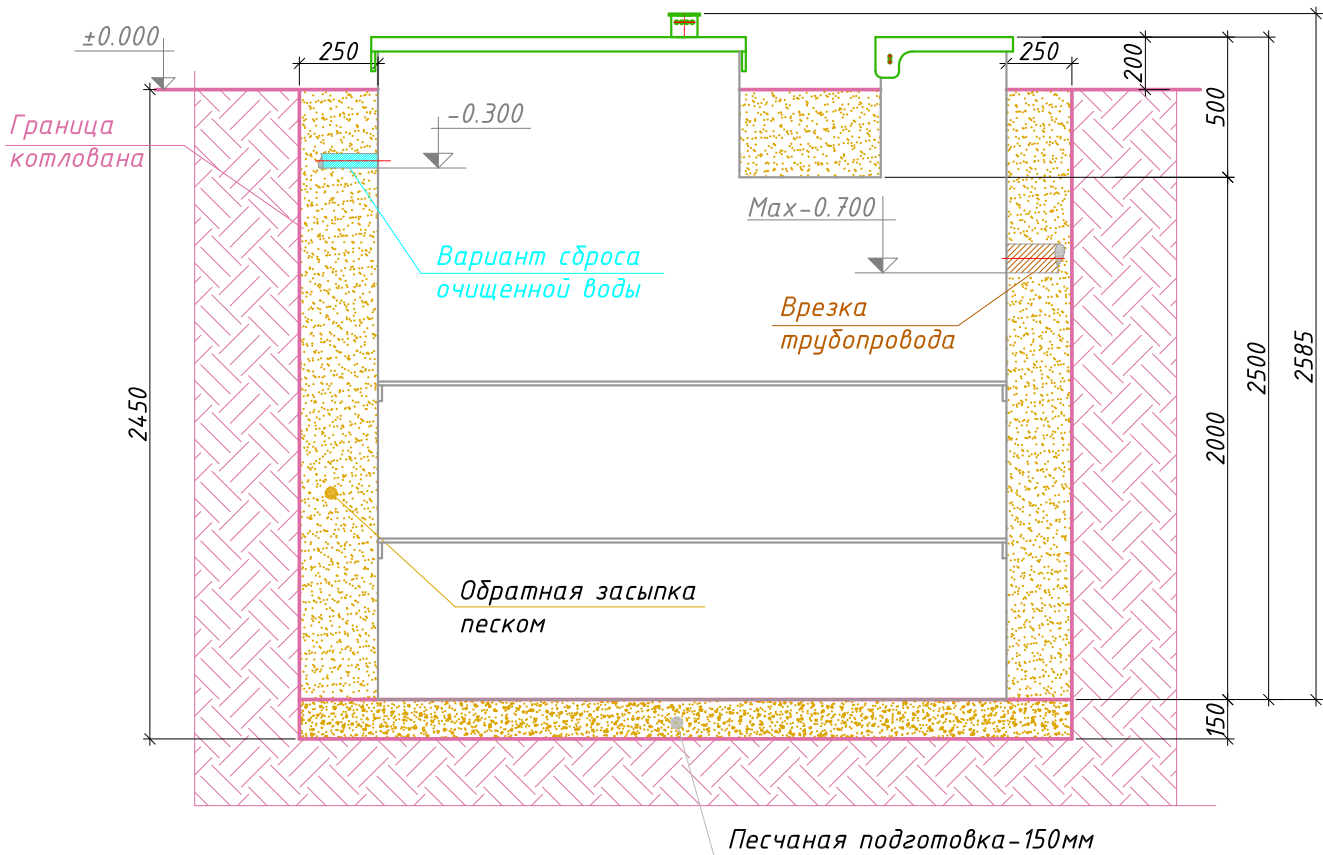 ±0.000
250
250
200
500
Граница
котлована
-0.300
Max-0.700
Вариант сброса
очищенной воды
Врезка
трубопровода
2450
2000
2500
2585
Обратная засыпка
песком
150
Песчаная подготовка-150мм